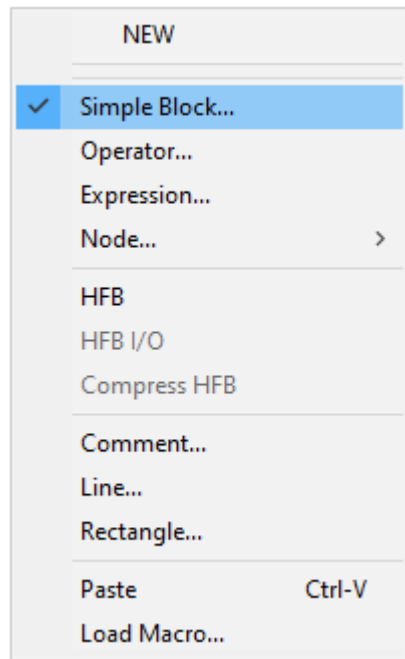 NEW
Simple Block...
Operator...
Expression...
Node...
HFB
HFB I/O
Compress HFB
Comment...
Line...
Rectangle...
Paste Ctrl-V
Load Macro...